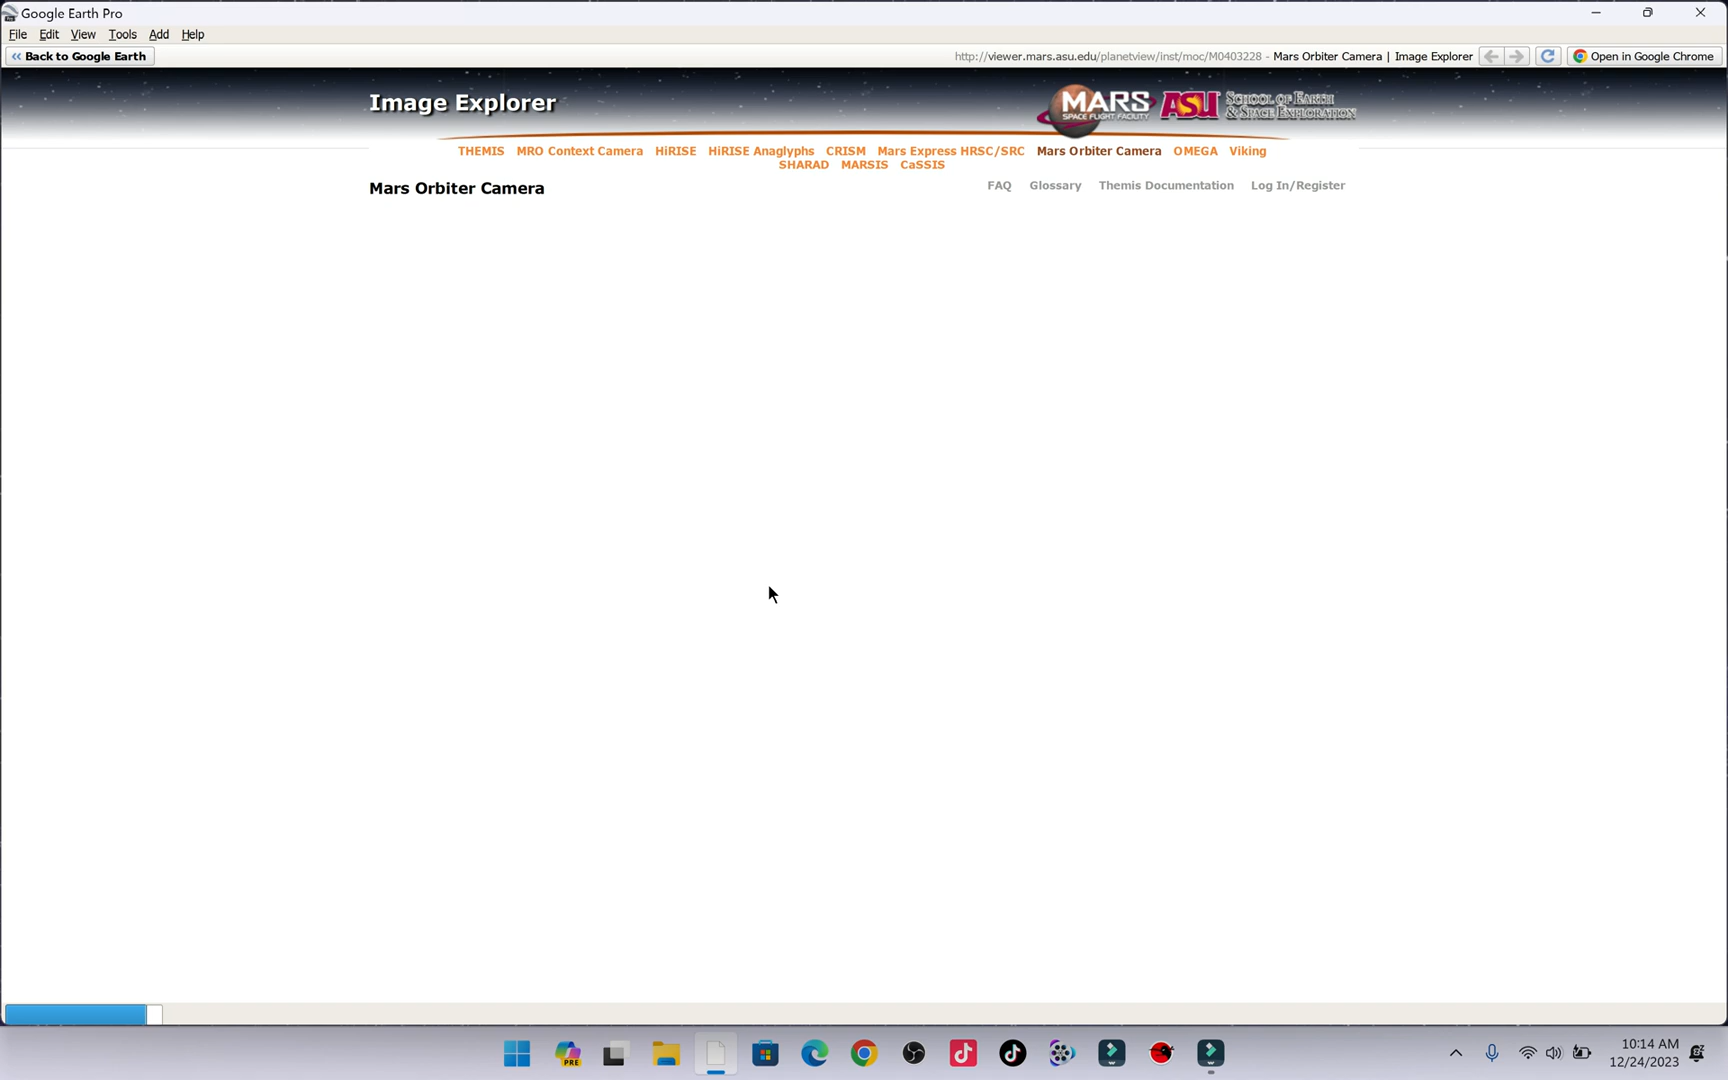 Google Earth Pro
File Edit View Tools Add Help
« Back to Google Earth
http://viewer.mars.asu.edu/planetview/inst/moc/M0403228 - Mars Orbiter Camera | Image Explorer
Open in Google Chrome
Image Explorer
MARS
SPACE FLIGHT FACILITY
ASU
SCHOOL OF EARTH
& SPACE EXPLORATION
THEMIS MRO Context Camera HiRISE HiRISE Anaglyphs CRISM Mars Express HRSC/SRC Mars Orbiter Camera OMEGA Viking
SHARAD MARSIS CaSSIS
Mars Orbiter Camera
FAQ Glossary Themis Documentation Log In/Register
PRE
10:14 AM
12/24/2023